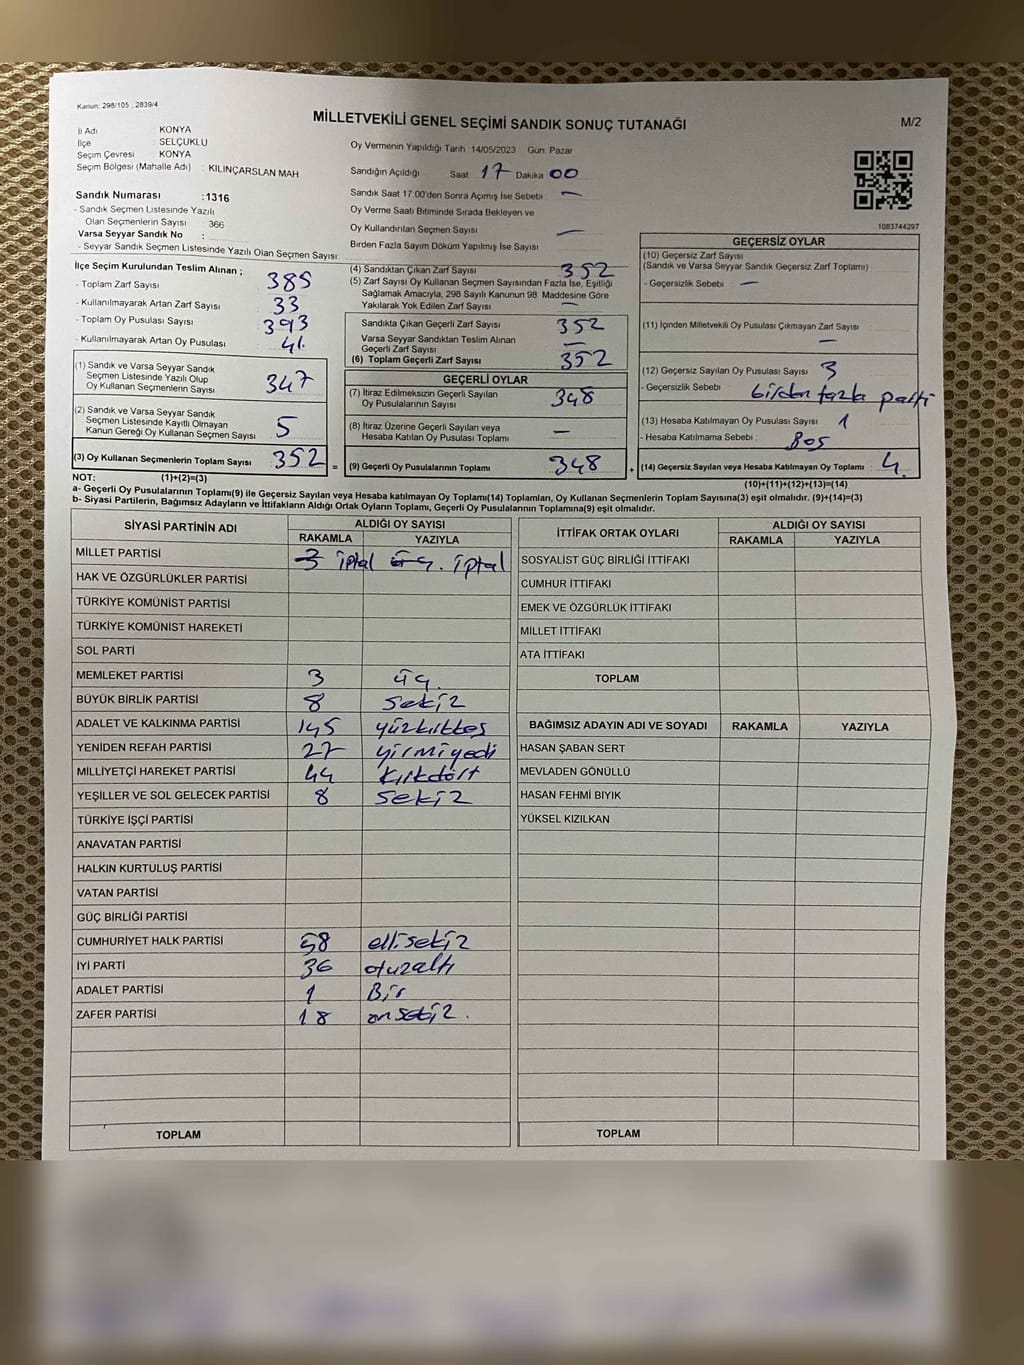 Kanun: 298/105 , 2839/4
MİLLETVEKİLİ GENEL SEÇİMİ SANDIK SONUÇ TUTANAĞI
M/2
İl Adı : KONYA
İlçe : SELÇUKLU
Seçim Çevresi : KONYA
Seçim Bölgesi (Mahalle Adı) : KILINÇARSLAN MAH
Sandık Numarası :1316
- Sandık Seçmen Listesinde Yazılı
Olan Seçmenlerin Sayısı : 366
Varsa Seyyar Sandık No :
- Seyyar Sandık Seçmen Listesinde Yazılı Olan Seçmen Sayısı:
Oy Vermenin Yapıldığı Tarih 14/05/2023 Gün: Pazar
Sandığın Açıldığı Saat 17 Dakika 00
Sandık Saat 17.00'den Sonra Açımış İse Sebebi : —
Oy Verme Saati Bitiminde Sırada Bekleyen ve
Oy Kullandırılan Seçmen Sayısı —
Birden Fazla Sayım Döküm Yapılmış İse Sayısı
1083744297
İlçe Seçim Kurulundan Teslim Alınan ;
- Toplam Zarf Sayısı : 385
- Kullanılmayarak Artan Zarf Sayısı : 33
- Toplam Oy Pusulası Sayısı : 393
- Kullanılmayarak Artan Oy Pusulası : 41.
(1) Sandık ve Varsa Seyyar Sandık
Seçmen Listesinde Yazılı Olup
Oy Kullanan Seçmenlerin Sayısı : 347
(2) Sandık ve Varsa Seyyar Sandık
Seçmen Listesinde Kayıtlı Olmayan
Kanun Gereği Oy Kullanan Seçmen Sayısı : 5
(3) Oy Kullanan Seçmenlerin Toplam Sayısı : 352
(1)+(2)=(3)
(4) Sandıktan Çıkan Zarf Sayısı : 352
(5) Zarf Sayısı Oy Kullanan Seçmen Sayısından Fazla İse, Eşitliği
Sağlamak Amacıyla, 298 Sayılı Kanunun 98. Maddesine Göre
Yakılarak Yok Edilen Zarf Sayısı : —
Sandıkta Çıkan Geçerli Zarf Sayısı : 352
Varsa Seyyar Sandıktan Teslim Alınan
Geçerli Zarf Sayısı : —
(6) Toplam Geçerli Zarf Sayısı : 352
GEÇERLİ OYLAR
(7) İtiraz Edilmeksizin Geçerli Sayılan
Oy Pusulalarının Sayısı : 348
(8) İtiraz Üzerine Geçerli Sayılan veya
Hesaba Katılan Oy Pusulası Toplamı : —
= (9) Geçerli Oy Pusulalarının Toplamı : 348 +
GEÇERSİZ OYLAR
(10) Geçersiz Zarf Sayısı
(Sandık ve Varsa Seyyar Sandık Geçersiz Zarf Toplamı)
- Geçersizlik Sebebi : —
(11) İçinden Milletvekili Oy Pusulası Çıkmayan Zarf Sayısı
—
(12) Geçersiz Sayılan Oy Pusulası Sayısı : 3
- Geçersizlik Sebebi : birden fazla parti
(13) Hesaba Katılmayan Oy Pusulası Sayısı : 1
- Hesaba Katılmama Sebebi : Boş
(14) Geçersiz Sayılan veya Hesaba Katılmayan Oy Toplamı : 4.
(10)+(11)+(12)+(13)=(14)
NOT:
a- Geçerli Oy Pusulalarının Toplamı(9) ile Geçersiz Sayılan veya Hesaba katılmayan Oy Toplamı(14) Toplamları, Oy Kullanan Seçmenlerin Toplam Sayısına(3) eşit olmalıdır. (9)+(14)=(3)
b- Siyasi Partilerin, Bağımsız Adayların ve İttifakların Aldığı Ortak Oyların Toplamı, Geçerli Oy Pusulalarının Toplamına(9) eşit olmalıdır.
SİYASİ PARTİNİN ADI ALDIĞI OY SAYISI
RAKAMLA YAZIYLA
MİLLET PARTİSİ 3 iptal üç. iptal
HAK VE ÖZGÜRLÜKLER PARTİSİ
TÜRKİYE KOMÜNİST PARTİSİ
TÜRKİYE KOMÜNİST HAREKETİ
SOL PARTİ
MEMLEKET PARTİSİ 3 üç.
BÜYÜK BİRLİK PARTİSİ 8 sekiz
ADALET VE KALKINMA PARTİSİ 145 yüzkırkbeş
YENİDEN REFAH PARTİSİ 27 yirmiyedi
MİLLİYETÇİ HAREKET PARTİSİ 44 kırkdört
YEŞİLLER VE SOL GELECEK PARTİSİ 8 sekiz
TÜRKİYE İŞÇİ PARTİSİ
ANAVATAN PARTİSİ
HALKIN KURTULUŞ PARTİSİ
VATAN PARTİSİ
GÜÇ BİRLİĞİ PARTİSİ
CUMHURİYET HALK PARTİSİ 58 ellisekiz
İYİ PARTİ 36 otuzaltı
ADALET PARTİSİ 1 Bir
ZAFER PARTİSİ 18 onsekiz.
TOPLAM
İTTİFAK ORTAK OYLARI ALDIĞI OY SAYISI
RAKAMLA YAZIYLA
SOSYALİST GÜÇ BİRLİĞİ İTTİFAKI
CUMHUR İTTİFAKI
EMEK VE ÖZGÜRLÜK İTTİFAKI
MİLLET İTTİFAKI
ATA İTTİFAKI
TOPLAM
BAĞIMSIZ ADAYIN ADI VE SOYADI RAKAMLA YAZIYLA
HASAN ŞABAN SERT
MEVLADEN GÖNÜLLÜ
HASAN FEHMİ BIYIK
YÜKSEL KIZILKAN
TOPLAM